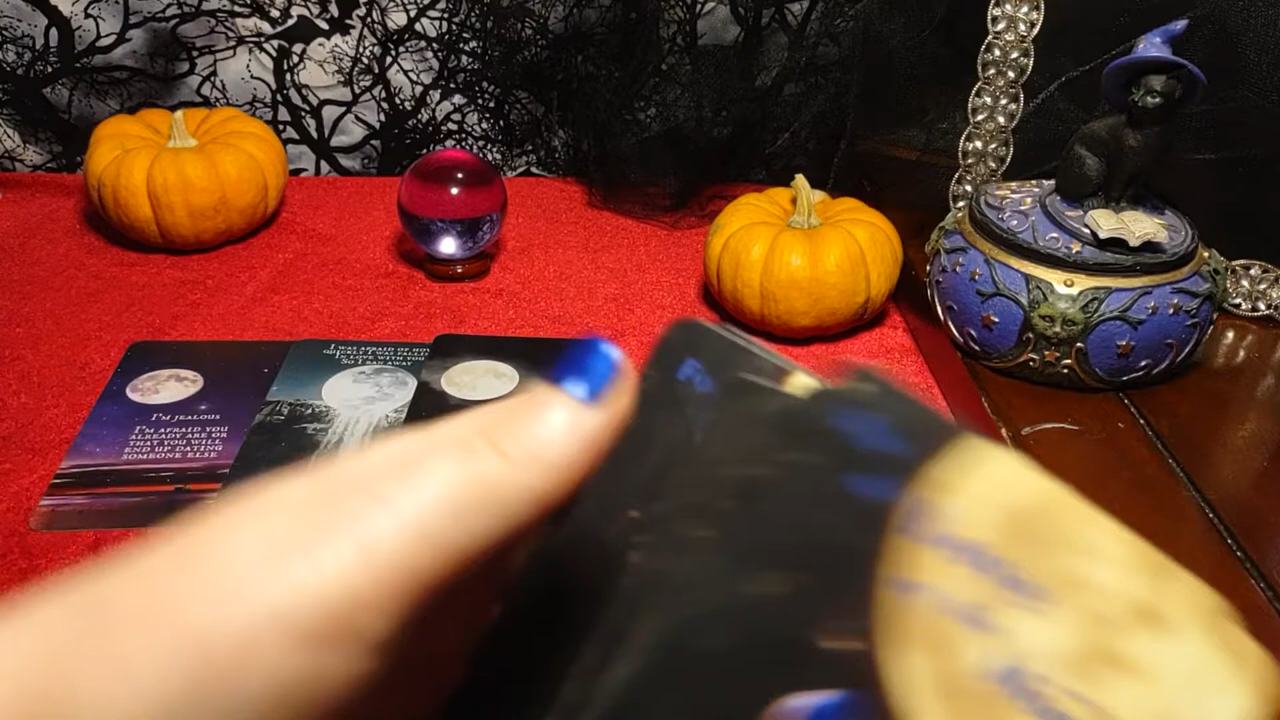 I'M JEALOUS
I'M AFRAID YOU
ALREADY ARE OR
THAT YOU WILL
END UP DATING
SOMEONE ELSE
I WAS AFRAID OF HOW
QUICKLY I WAS
IN LOVE WITH YOU
SO I RAN AWAY